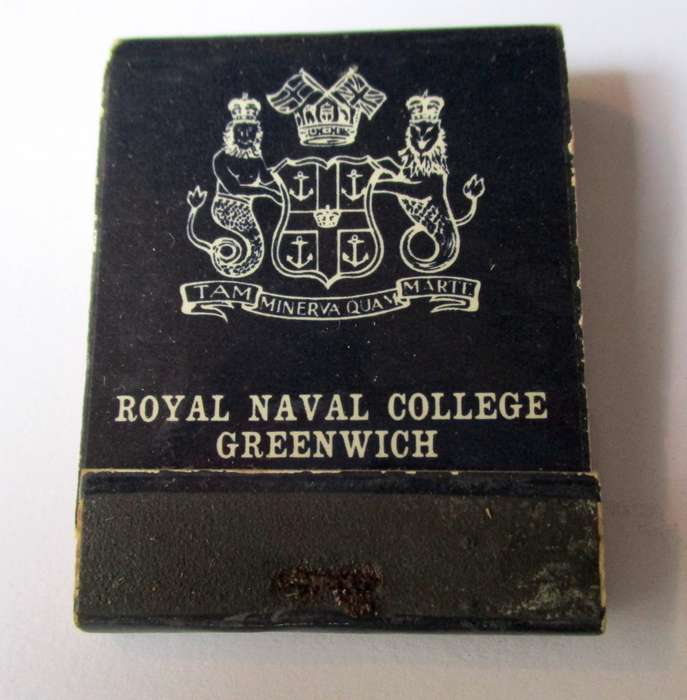 TAM MINERVA QUAM MARTE
ROYAL NAVAL COLLEGE
GREENWICH